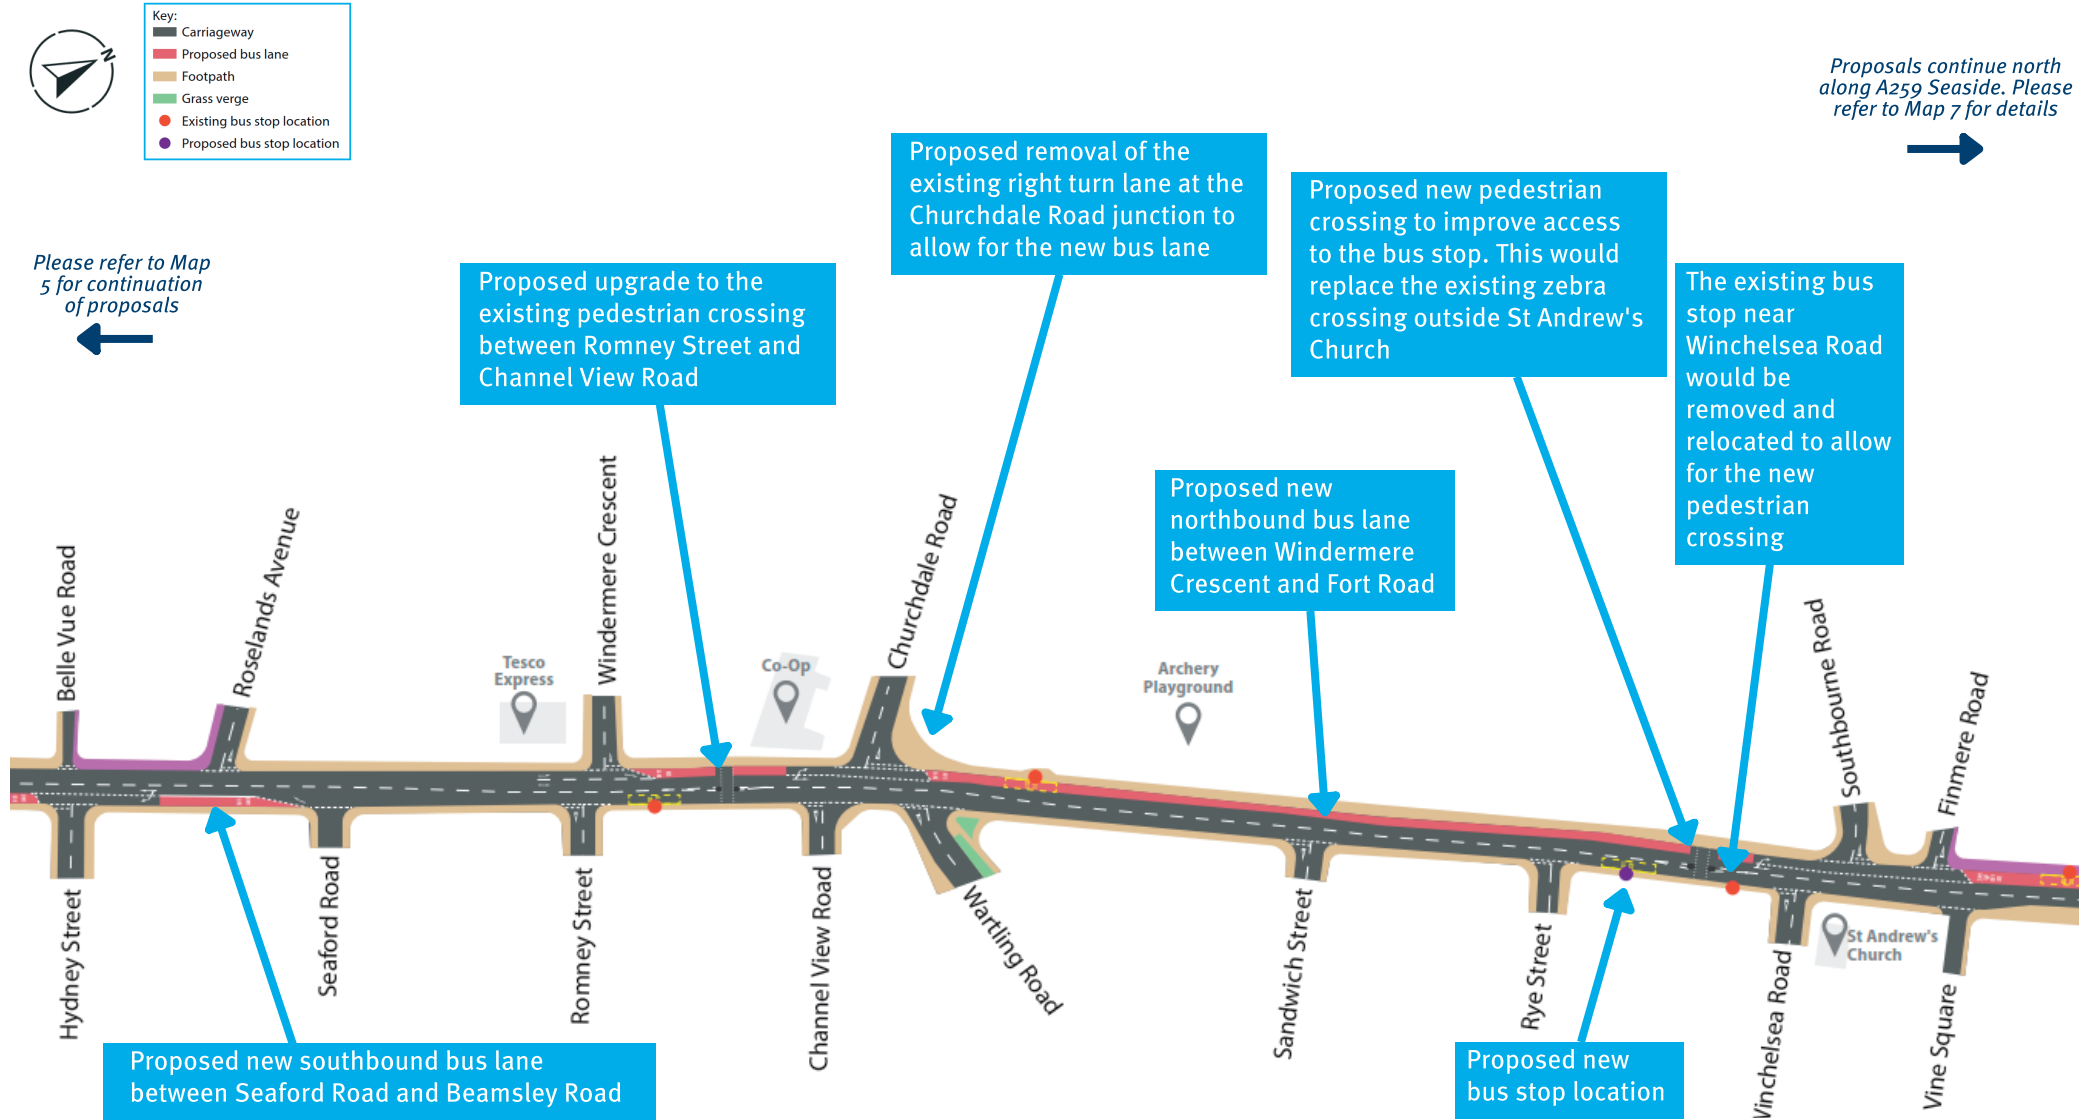 Key:
Carriageway
Proposed bus lane
Footpath
Grass verge
Existing bus stop location
Proposed bus stop location
N
Proposals continue north
along A259 Seaside. Please
refer to Map 7 for details
Please refer to Map
5 for continuation
of proposals
Proposed upgrade to the
existing pedestrian crossing
between Romney Street and
Channel View Road
Proposed removal of the
existing right turn lane at the
Churchdale Road junction to
allow for the new bus lane
Proposed new pedestrian
crossing to improve access
to the bus stop. This would
replace the existing zebra
crossing outside St Andrew's
Church
The existing bus
stop near
Winchelsea Road
would be
removed and
relocated to allow
for the new
pedestrian
crossing
Proposed new
northbound bus lane
between Windermere
Crescent and Fort Road
Belle Vue Road
Roselands Avenue
Tesco
Express
Windermere Crescent
Co-Op
Churchdale Road
Archery
Playground
Southbourne Road
Finmere Road
Hydney Street
Seaford Road
Romney Street
Channel View Road
Wartling Road
Sandwich Street
Rye Street
Winchelsea Road
St Andrew's
Church
Vine Square
Proposed new southbound bus lane
between Seaford Road and Beamsley Road
Proposed new
bus stop location